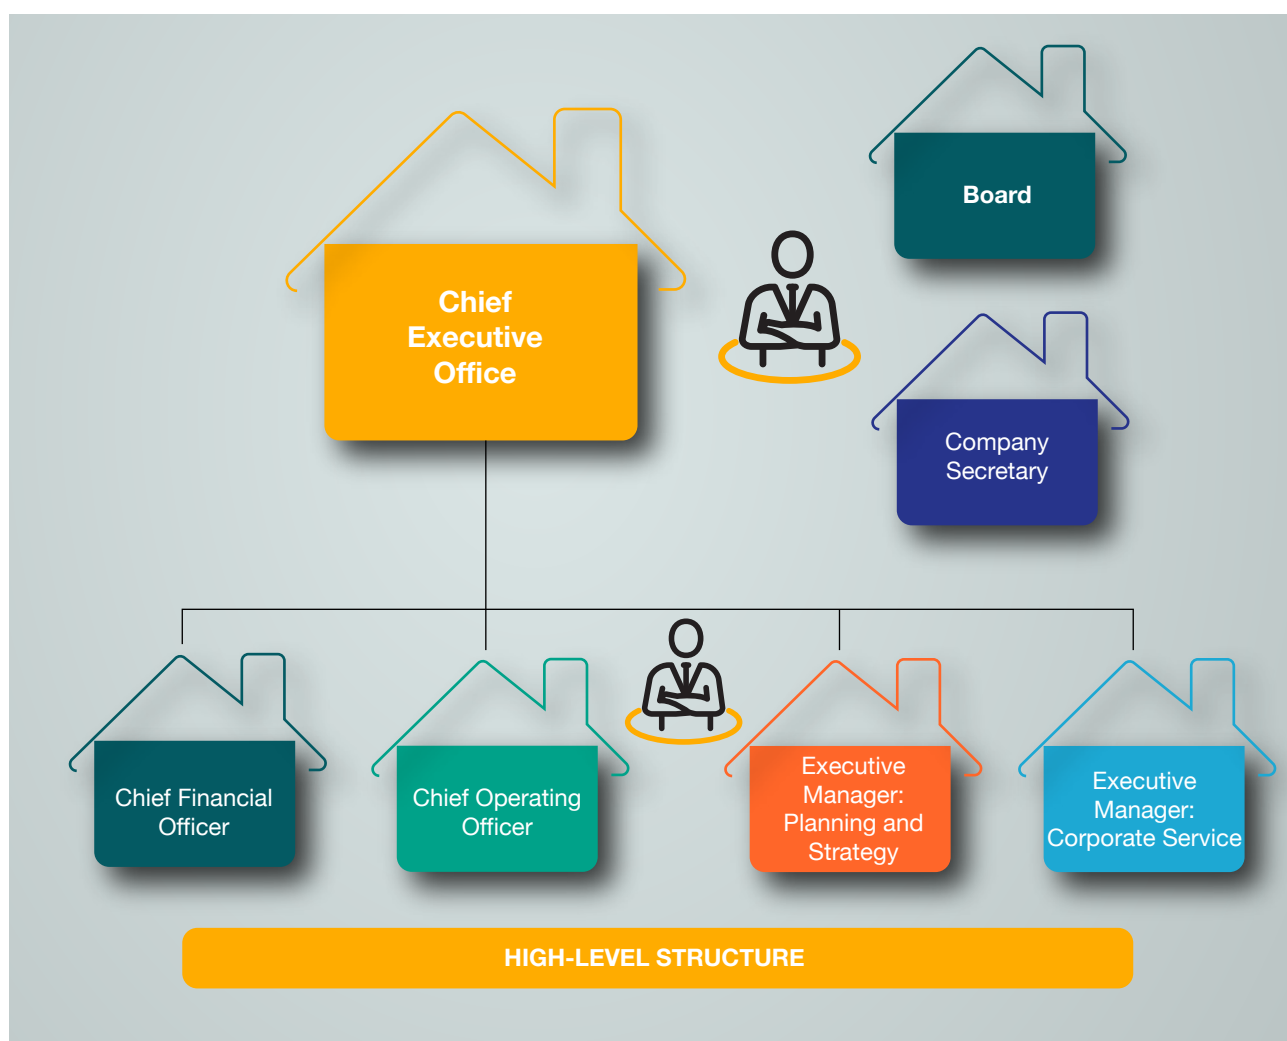 Board
Chief
Executive
Office
Company
Secretary
Chief Financial
Officer
Chief Operating
Officer
Executive
Manager:
Planning and
Strategy
Executive
Manager:
Corporate Service
HIGH-LEVEL STRUCTURE